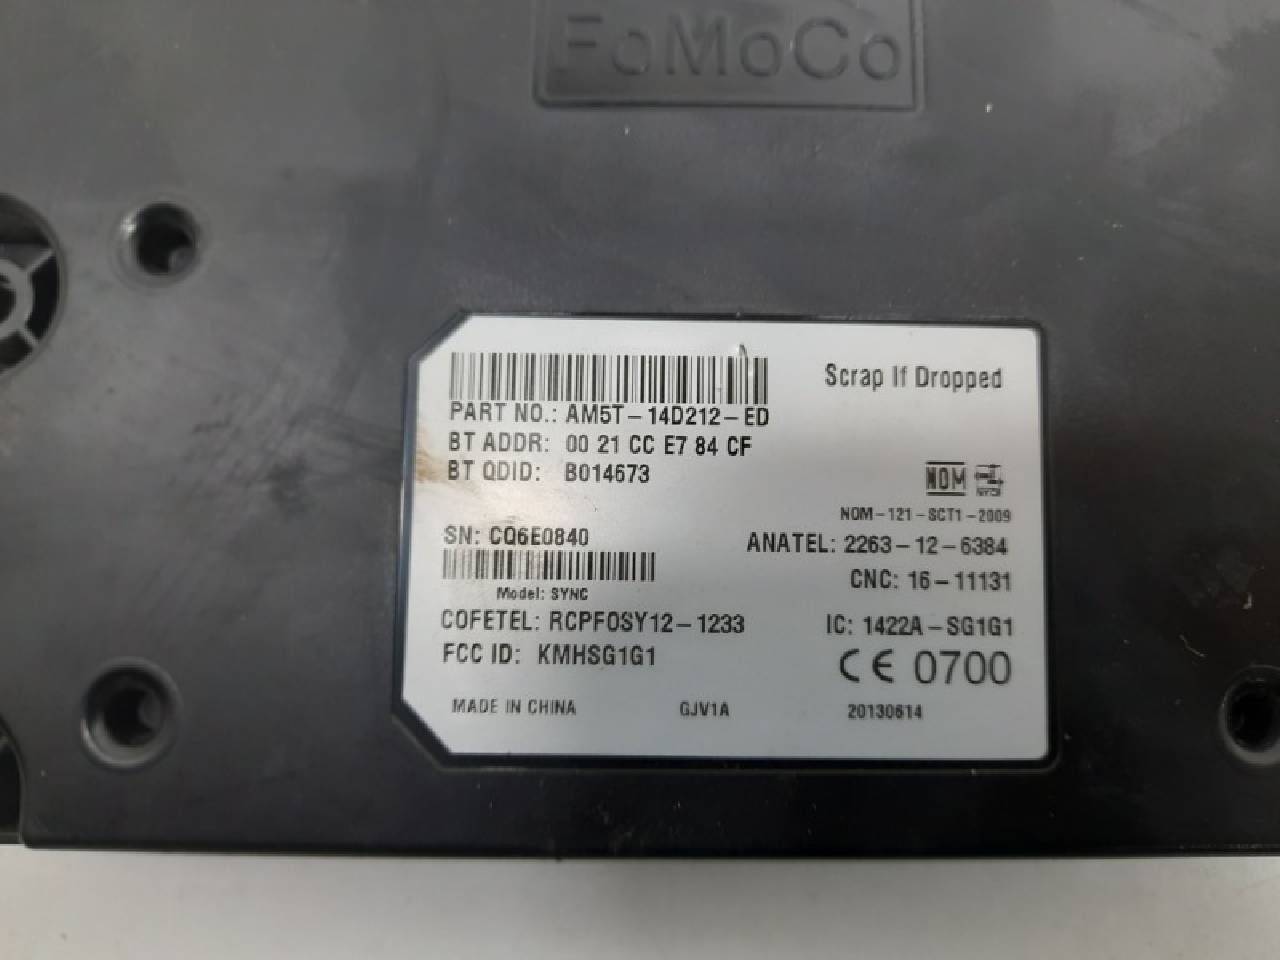 FoMoCo
Scrap If Dropped
PART NO.: AM5T-14D212-ED
BT ADDR: 00 21 CC E7 84 CF
BT QDID: B014673
NOM
NYCE
NOM-121-SCT1-2009
SN: CQ6E0840
ANATEL: 2263-12-6384
CNC: 16-11131
Model: SYNC
COFETEL: RCPFOSY12-1233
IC: 1422A-SG1G1
FCC ID: KMHSG1G1
CE 0700
MADE IN CHINA
GJV1A
20130614